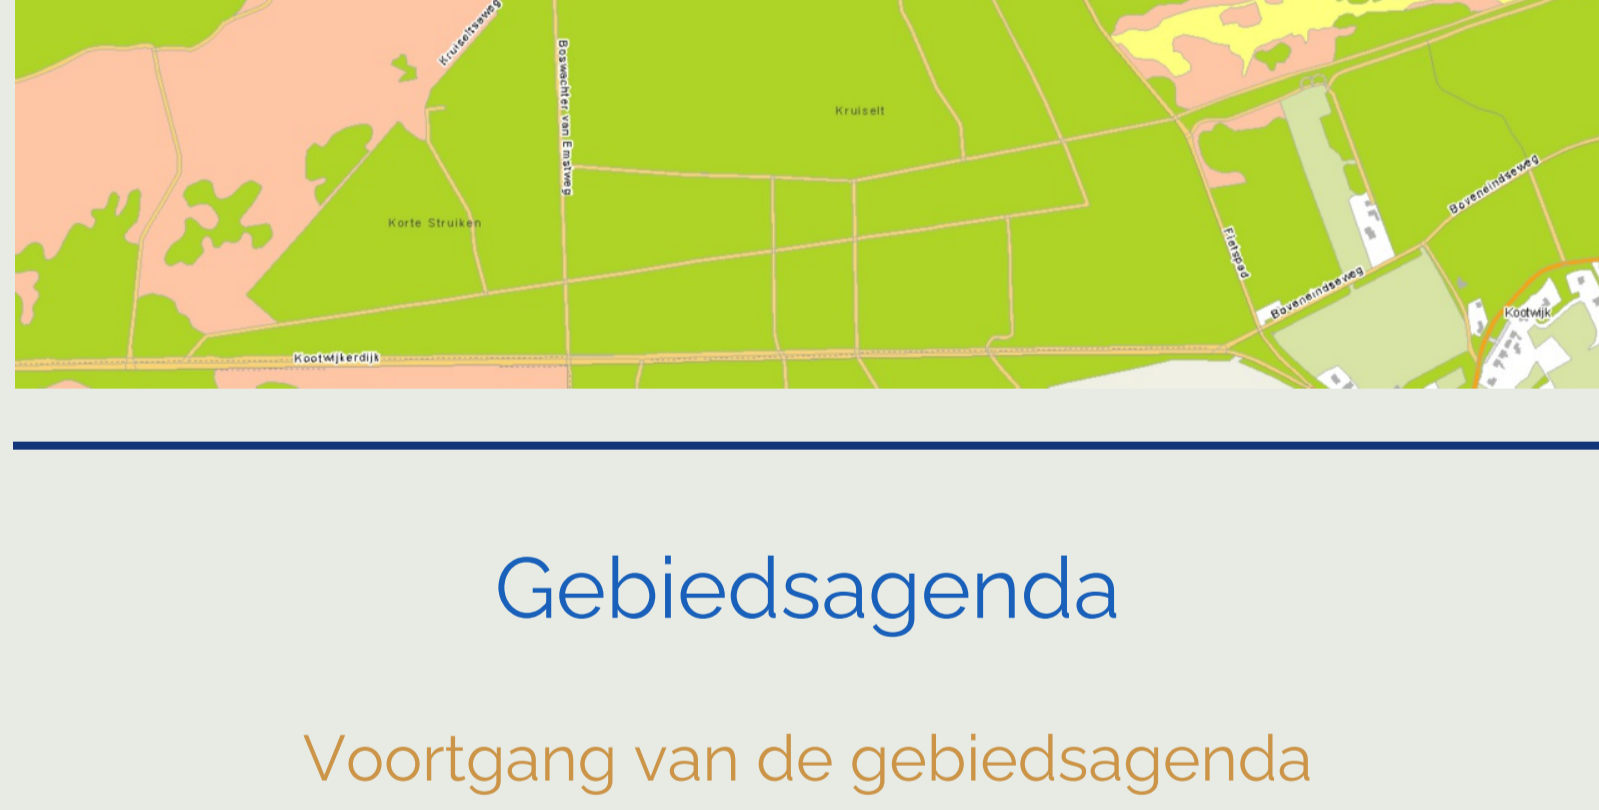 Kruiseltseweg
Boswachter van Emstweg
Kruiselt
Boveneindseweg
Korte Struiken
Fietspad
Boveneindseweg
Kootwijk
Kootwijkerdijk
Gebiedsagenda
Voortgang van de gebiedsagenda